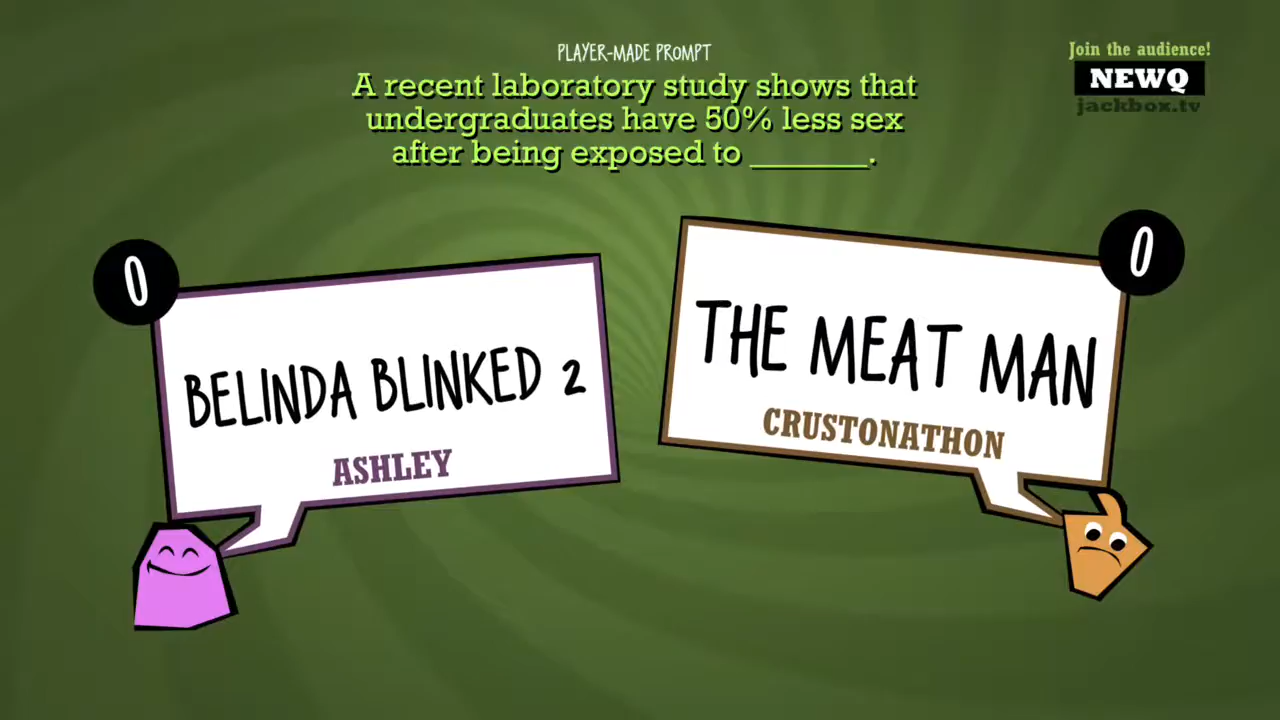 PLAYER-MADE PROMPT
A recent laboratory study shows that
undergraduates have 50% less sex
after being exposed to _______.
Join the audience!
NEWQ
jackbox.tv
0
BELINDA BLINKED 2
ASHLEY
0
THE MEAT MAN
CRUSTONATHON